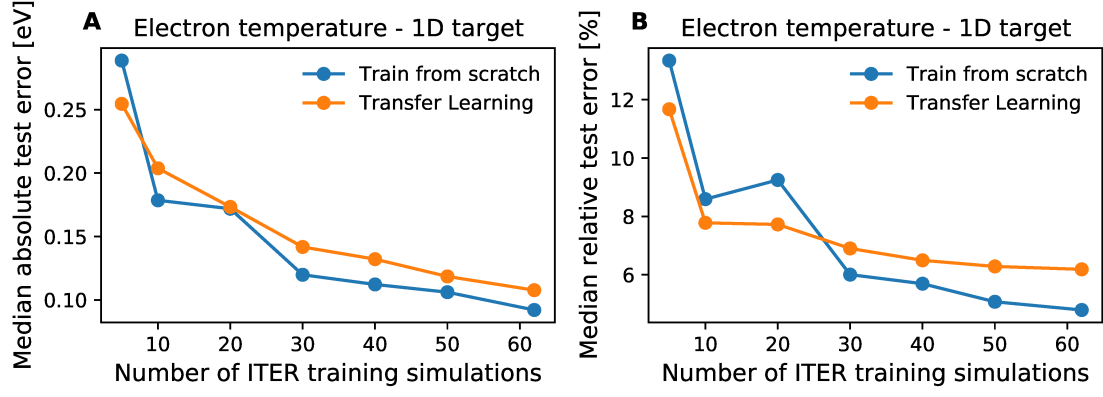 A
Electron temperature - 1D target
Median absolute test error [eV]
Train from scratch
Transfer Learning
0.25
0.20
0.15
0.10
10 20 30 40 50 60
Number of ITER training simulations
B
Electron temperature - 1D target
Median relative test error [%]
Train from scratch
Transfer Learning
12
10
8
6
10 20 30 40 50 60
Number of ITER training simulations